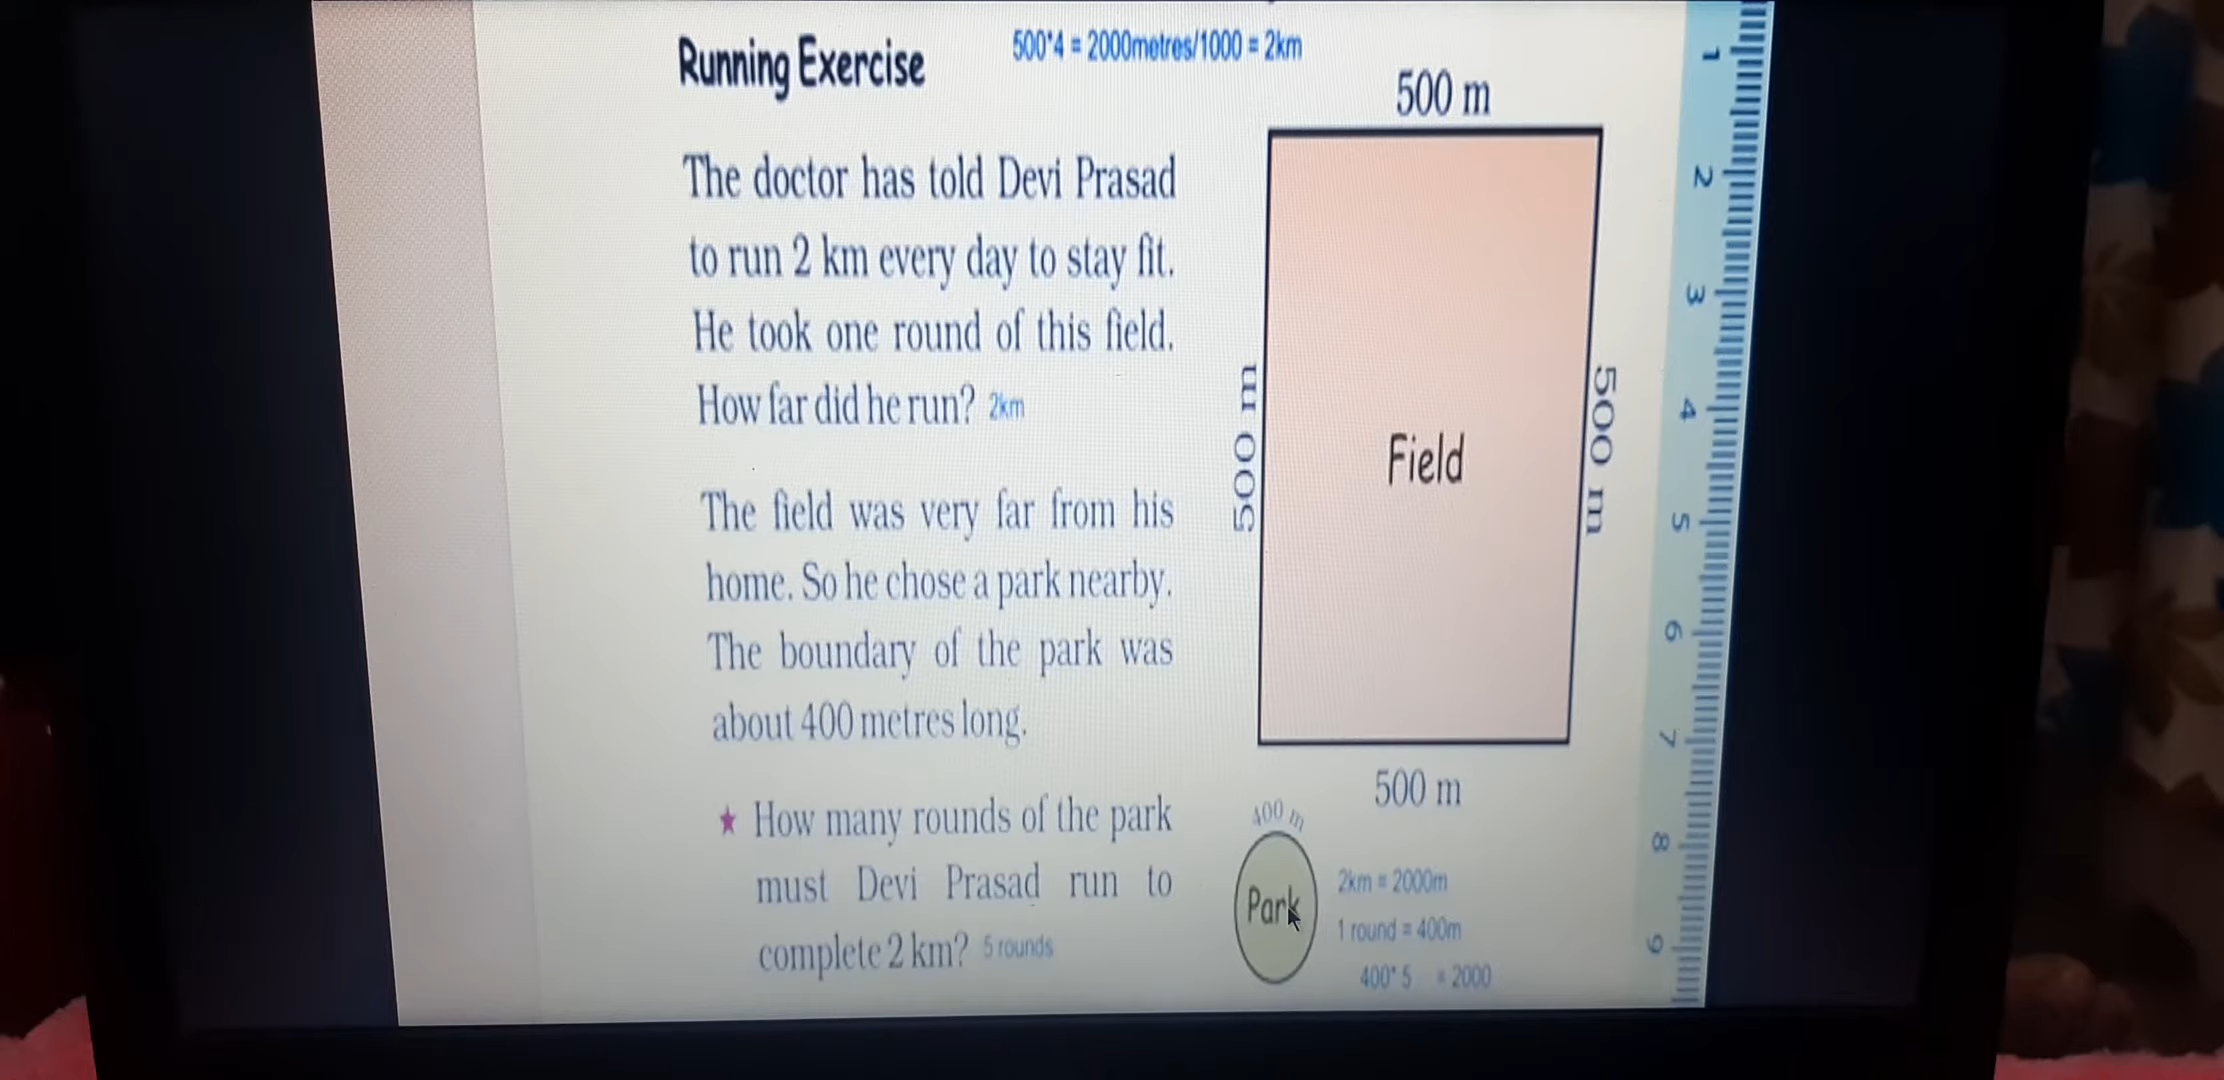 Running Exercise
500*4 = 2000metres/1000 = 2km
The doctor has told Devi Prasad
to run 2 km every day to stay fit.
He took one round of this field.
How far did he run? 2km
The field was very far from his
home. So he chose a park nearby.
The boundary of the park was
about 400 metres long.
★ How many rounds of the park
must Devi Prasad run to
complete 2 km? 5 rounds
500 m
500 m
Field
500 m
500 m
400 m
Park
2km = 2000m
1 round = 400m
400* 5 = 2000
1
2
3
4
5
6
7
8
9